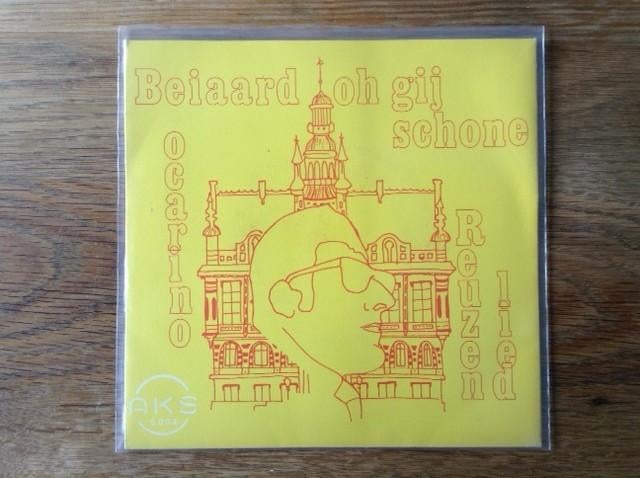 Beiaard oh gij
schone
ocarino
Reuzen
lied
AKS